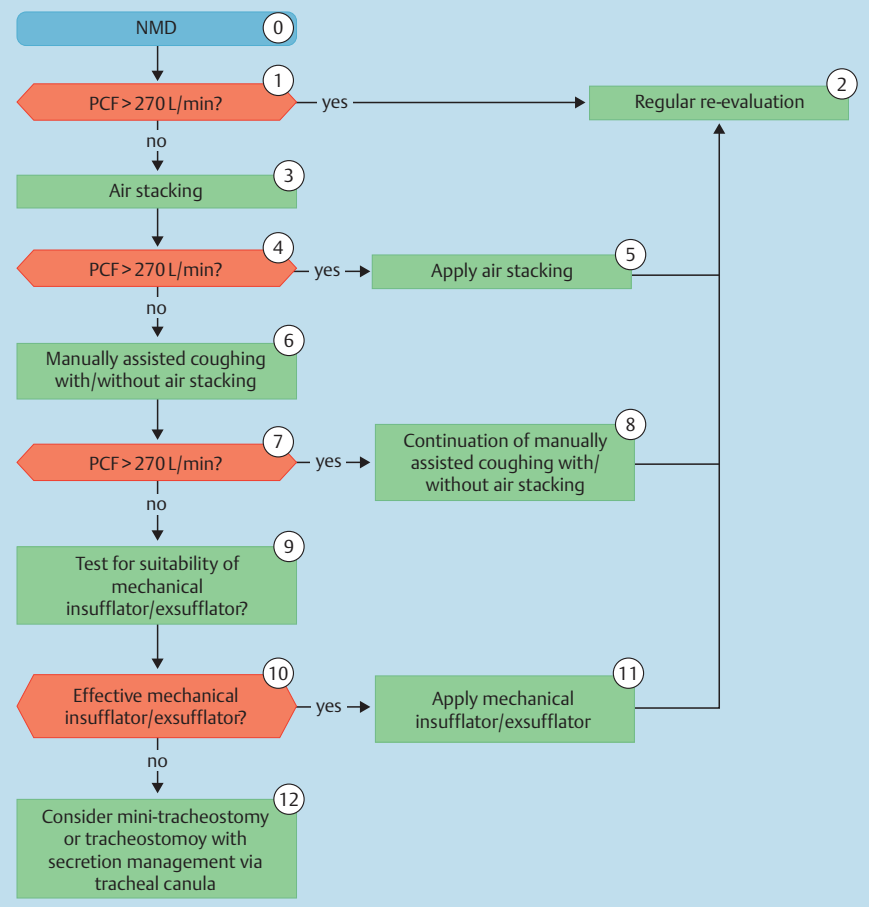 NMD
0
1
PCF > 270 L/min?
yes
2
Regular re-evaluation
no
3
Air stacking
4
PCF > 270 L/min?
yes
5
Apply air stacking
no
6
Manually assisted coughing
with/without air stacking
7
PCF > 270 L/min?
yes
8
Continuation of manually
assisted coughing with/
without air stacking
no
9
Test for suitability of
mechanical
insufflator/exsufflator?
10
Effective mechanical
insufflator/exsufflator?
yes
11
Apply mechanical
insufflator/exsufflator
no
12
Consider mini-tracheostomy
or tracheostomoy with
secretion management via
tracheal canula